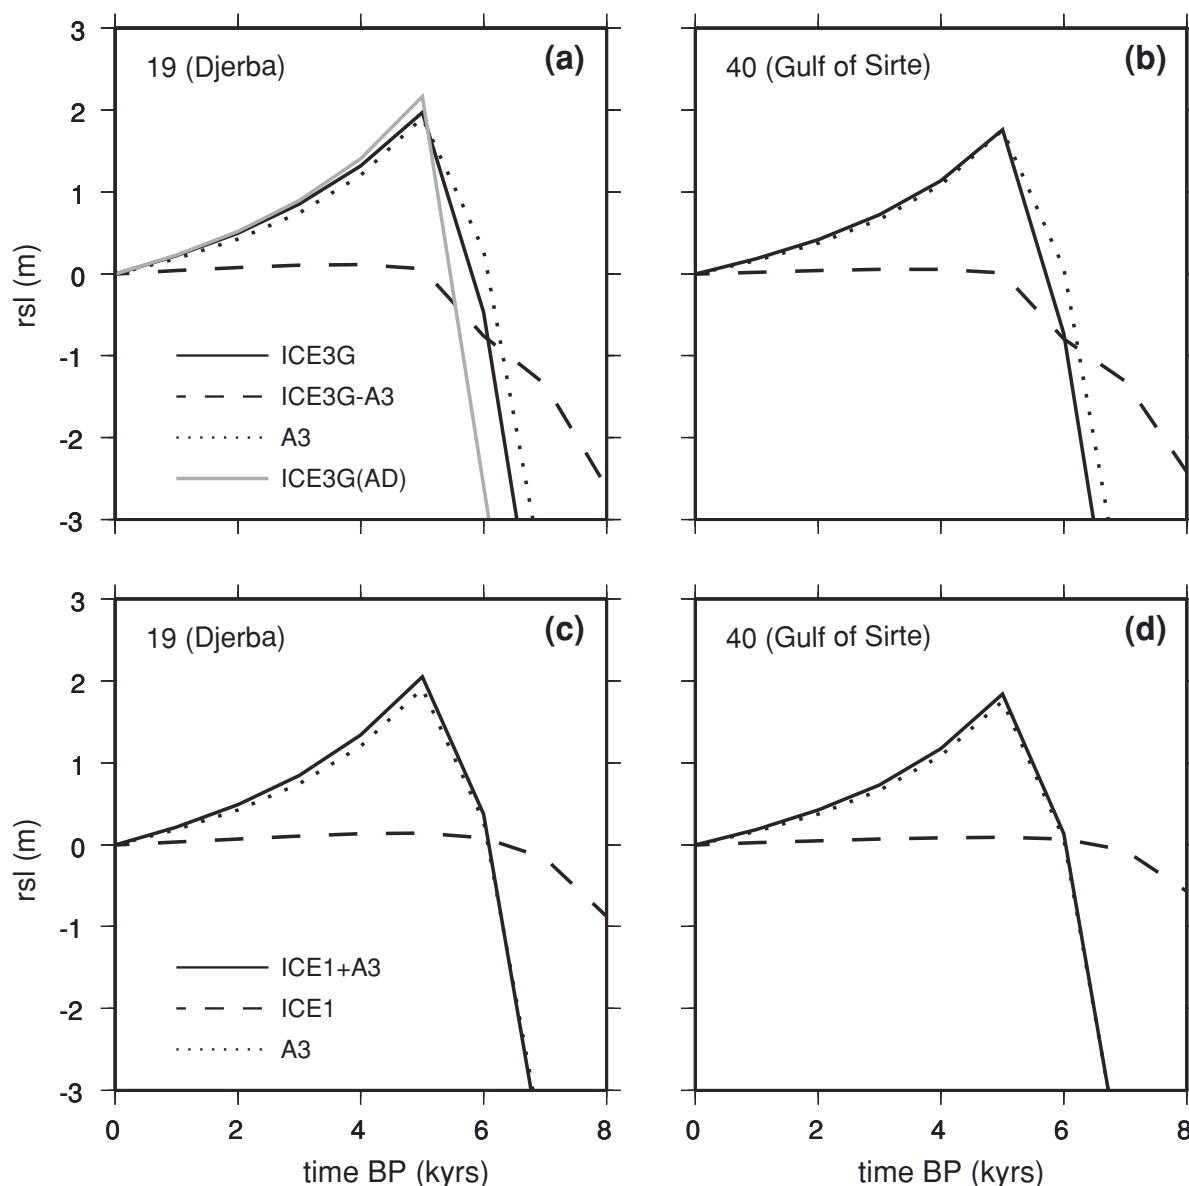 19 (Djerba)
(a)
3
2
1
0
-1
-2
-3
rsl (m)
ICE3G
ICE3G-A3
A3
ICE3G(AD)
40 (Gulf of Sirte)
(b)
19 (Djerba)
(c)
3
2
1
0
-1
-2
-3
rsl (m)
ICE1+A3
ICE1
A3
0 2 4 6 8
time BP (kyrs)
40 (Gulf of Sirte)
(d)
0 2 4 6 8
time BP (kyrs)